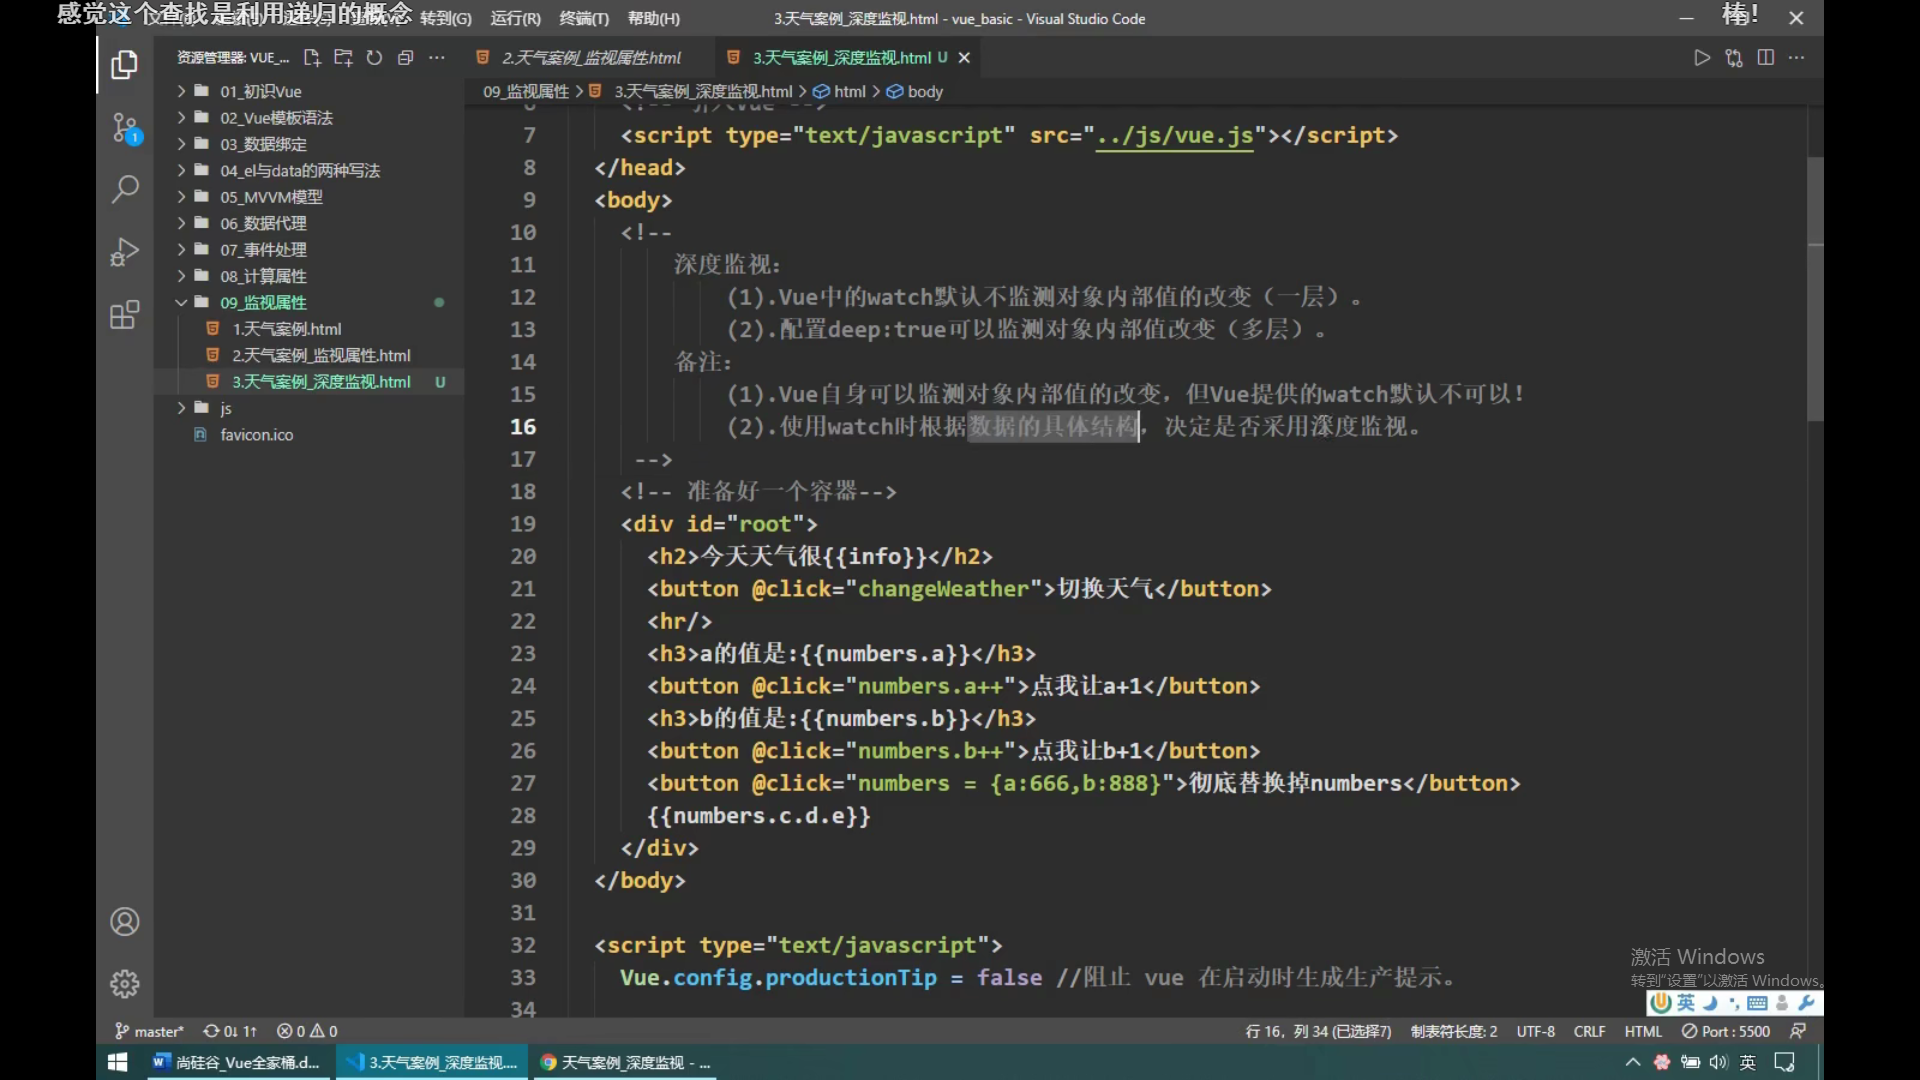 感觉这个查找是利用递归的概念
棒!
转到(G) 运行(R) 终端(T) 帮助(H)
3.天气案例_深度监视.html - vue_basic - Visual Studio Code
资源管理器: VUE_...
2.天气案例_监视属性.html
3.天气案例_深度监视.html U
09_监视属性 > 3.天气案例_深度监视.html > html > body
01_初识Vue
02_Vue模板语法
03_数据绑定
04_el与data的两种写法
05_MVVM模型
06_数据代理
07_事件处理
08_计算属性
09_监视属性
1.天气案例.html
2.天气案例_监视属性.html
3.天气案例_深度监视.html U
js
favicon.ico
1
6 <!-- 引入Vue -->
7 <script type="text/javascript" src="../js/vue.js"></script>
8 </head>
9 <body>
10 <!--
11 深度监视:
12 (1).Vue中的watch默认不监测对象内部值的改变（一层）。
13 (2).配置deep:true可以监测对象内部值改变（多层）。
14 备注:
15 (1).Vue自身可以监测对象内部值的改变，但Vue提供的watch默认不可以!
16 (2).使用watch时根据数据的具体结构，决定是否采用深度监视。
17 -->
18 <!-- 准备好一个容器-->
19 <div id="root">
20 <h2>今天天气很{{info}}</h2>
21 <button @click="changeWeather">切换天气</button>
22 <hr/>
23 <h3>a的值是:{{numbers.a}}</h3>
24 <button @click="numbers.a++">点我让a+1</button>
25 <h3>b的值是:{{numbers.b}}</h3>
26 <button @click="numbers.b++">点我让b+1</button>
27 <button @click="numbers = {a:666,b:888}">彻底替换掉numbers</button>
28 {{numbers.c.d.e}}
29 </div>
30 </body>
31
32 <script type="text/javascript">
33 Vue.config.productionTip = false //阻止 vue 在启动时生成生产提示。
34
激活 Windows
转到"设置"以激活 Windows。
英
master* 0↓ 1↑ 0 0
行 16，列 34 (已选择7) 制表符长度: 2 UTF-8 CRLF HTML Port : 5500
尚硅谷_Vue全家桶.d...
3.天气案例_深度监视....
天气案例_深度监视 - ...
英